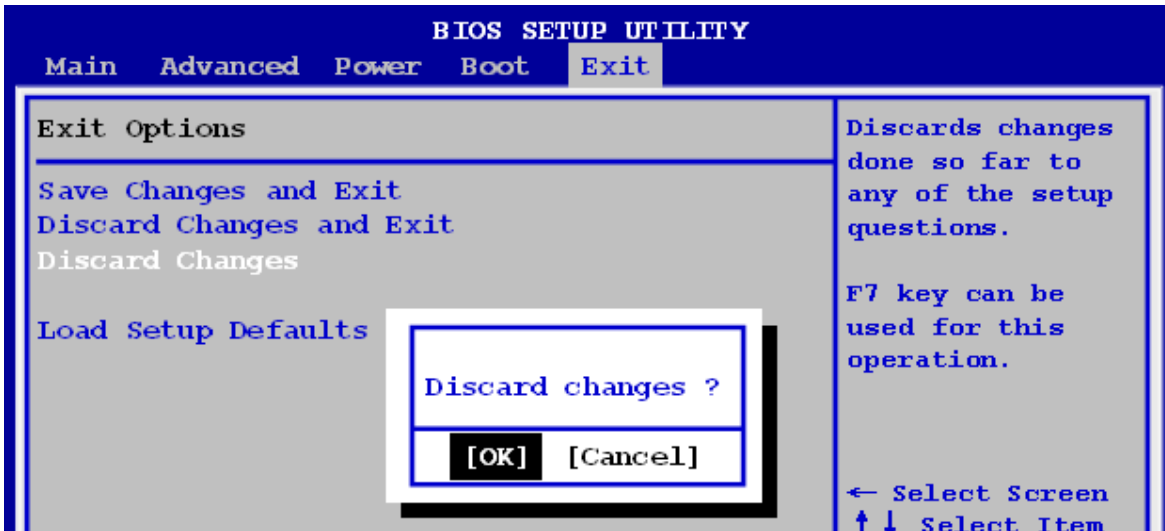 BIOS SETUP UTILITY
Main Advanced Power Boot Exit
Exit Options
Save Changes and Exit
Discard Changes and Exit
Discard Changes
Load Setup Defaults
Discard changes ?
[OK] [Cancel]
Discards changes
done so far to
any of the setup
questions.
F7 key can be
used for this
operation.
← Select Screen
↑↓ Select Item